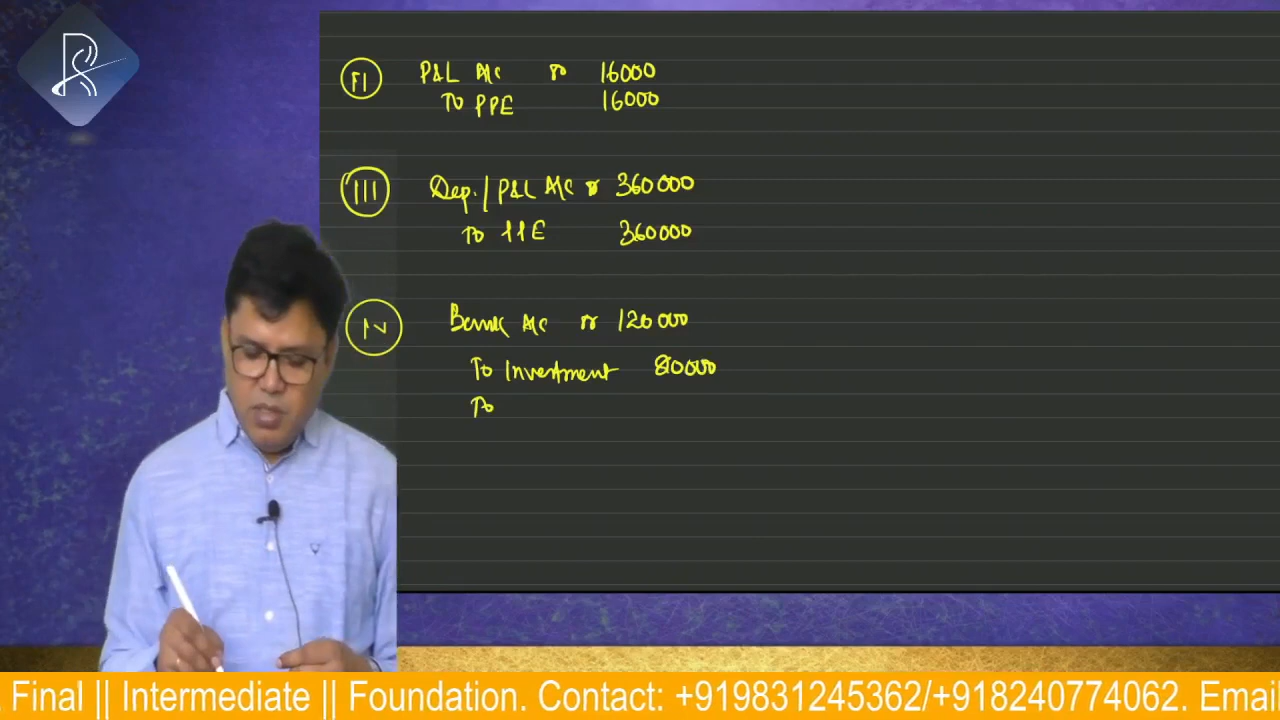 RS
II P&L A/c Dr 16000
To PPE 16000
III Dep./P&L A/c Dr 360000
To PPE 360000
IV Bank A/c Dr 120000
To Investment 80000
To
Final || Intermediate || Foundation. Contact: +919831245362/+918240774062. Email